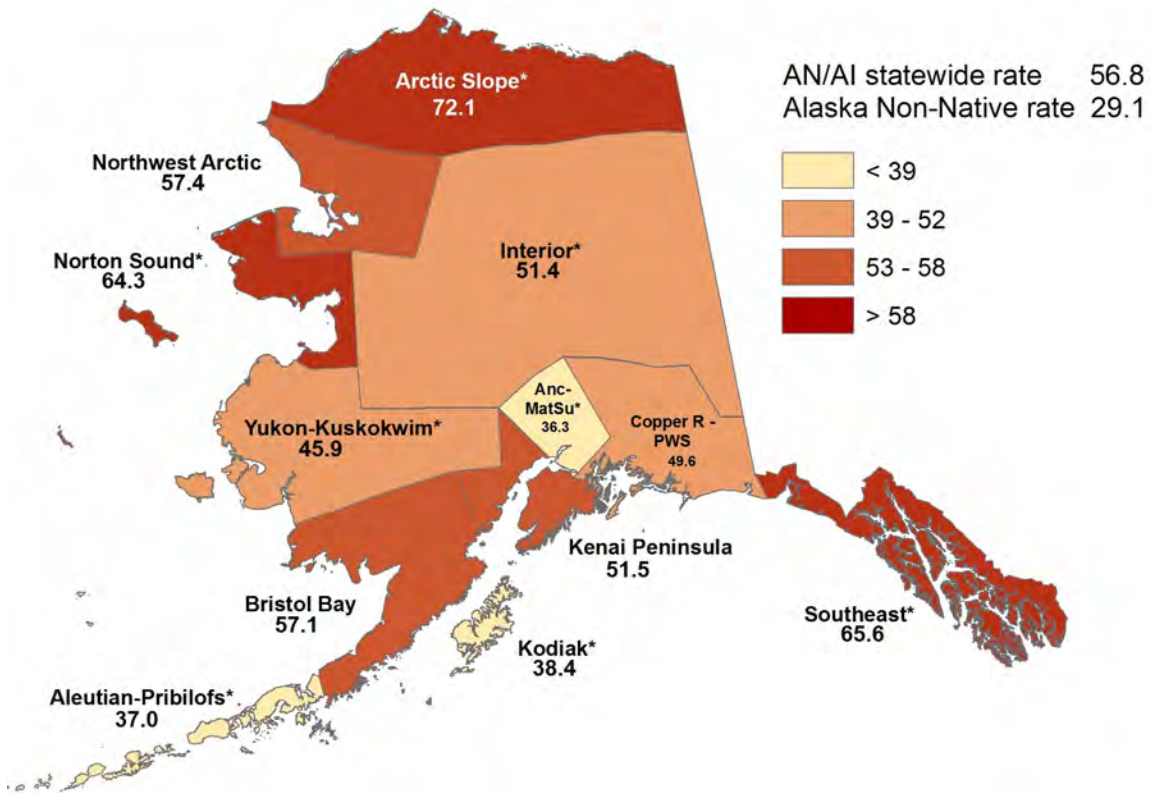 Arctic Slope*
72.1
AN/AI statewide rate 56.8
Alaska Non-Native rate 29.1
< 39
39 - 52
53 - 58
> 58
Northwest Arctic
57.4
Norton Sound*
64.3
Interior*
51.4
Anc-
MatSu*
36.3
Copper R -
PWS
49.6
Yukon-Kuskokwim*
45.9
Kenai Peninsula
51.5
Bristol Bay
57.1
Southeast*
65.6
Kodiak*
38.4
Aleutian-Pribilofs*
37.0